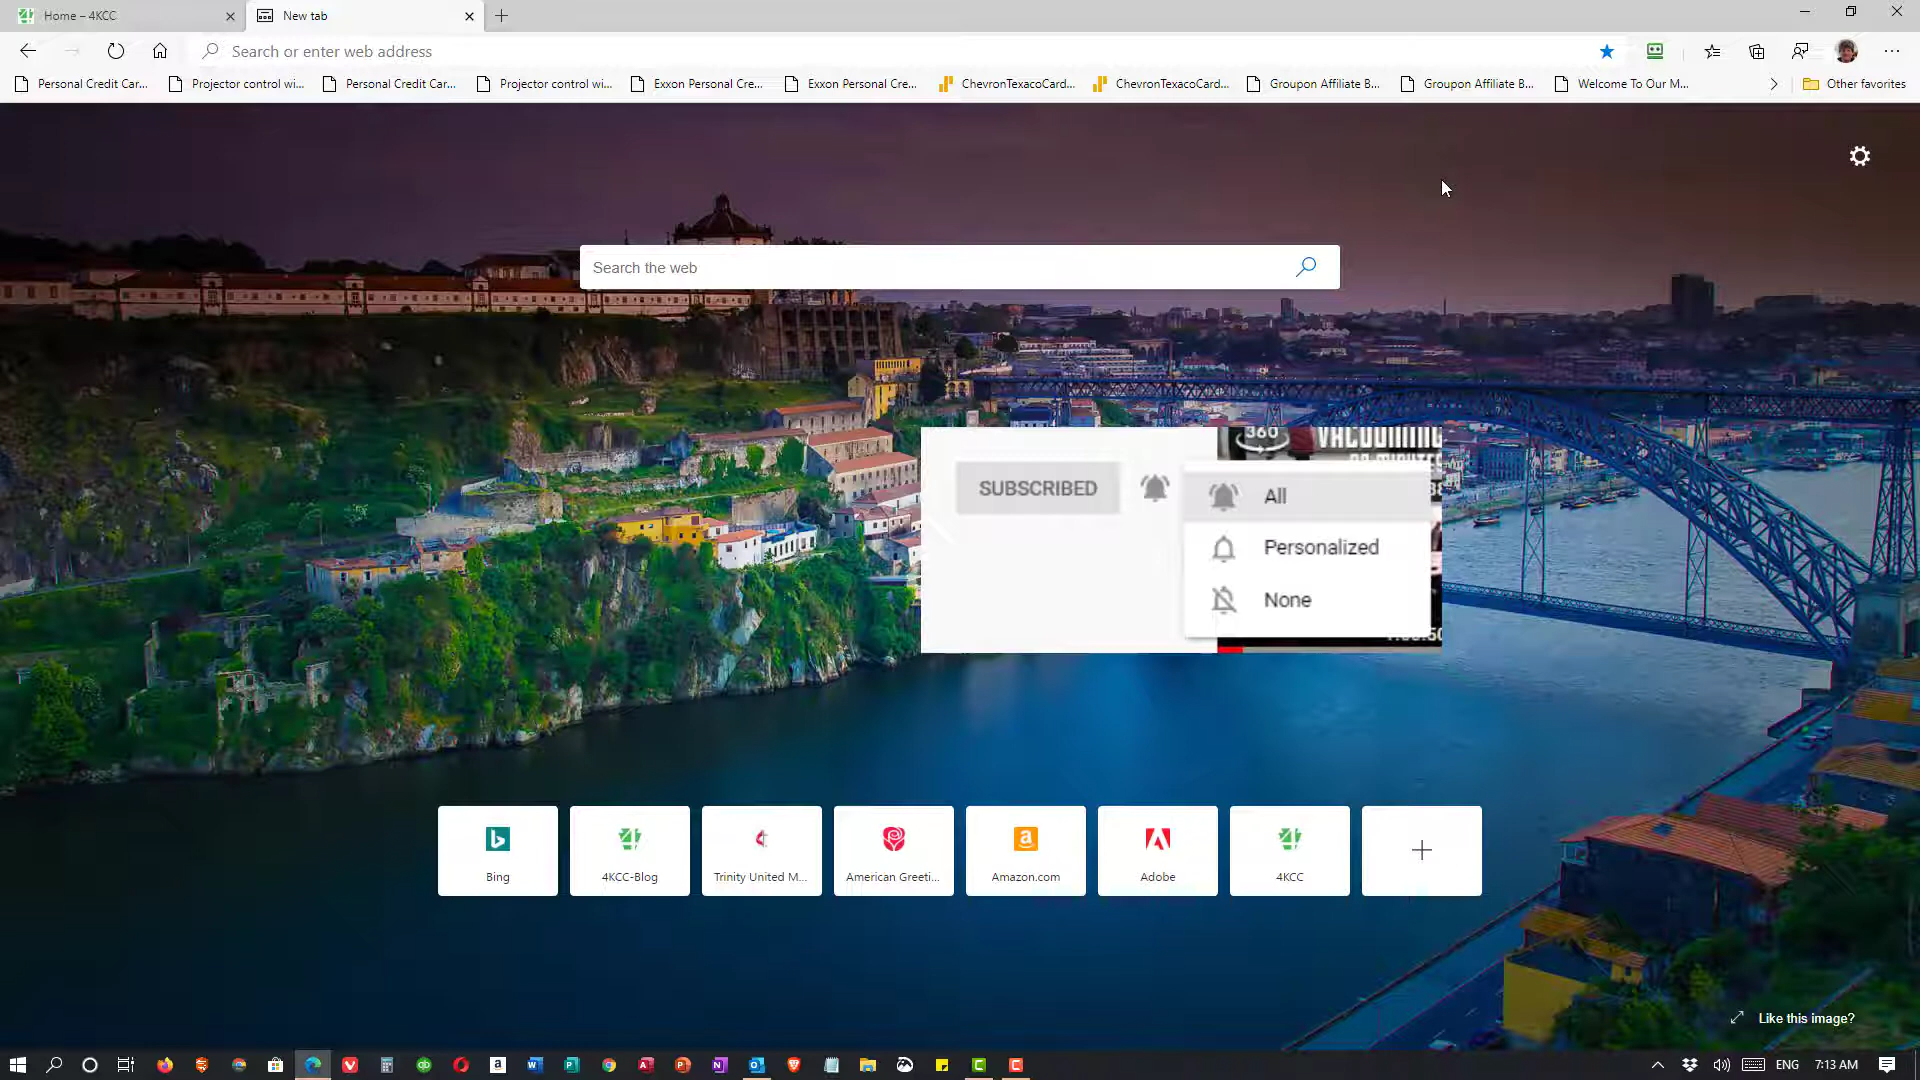 Home – 4KCC
New tab
Search or enter web address
Personal Credit Car...
Projector control wi...
Personal Credit Car...
Projector control wi...
Exxon Personal Cre...
Exxon Personal Cre...
ChevronTexacoCard...
ChevronTexacoCard...
Groupon Affiliate B...
Groupon Affiliate B...
Welcome To Our M...
Other favorites
Search the web
360
VACUUMING
SUBSCRIBED
All
Personalized
None
Bing
4KCC-Blog
Trinity United M...
American Greeti...
Amazon.com
Adobe
4KCC
Like this image?
ENG
7:13 AM